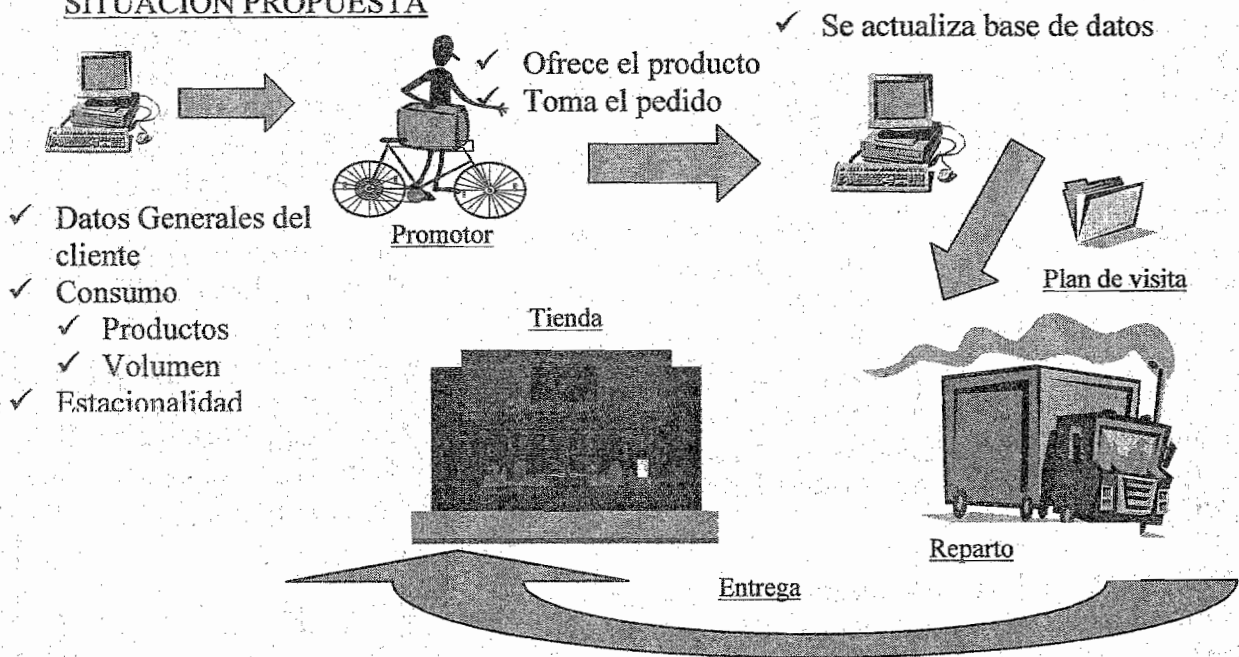 SITUACIÓN PROPUESTA
✓ Se actualiza base de datos
✓ Ofrece el producto
✓ Toma el pedido
✓ Datos Generales del
cliente
✓ Consumo
✓ Productos
✓ Volumen
✓ Estacionalidad
Promotor
Plan de visita
Tienda
Reparto
Entrega